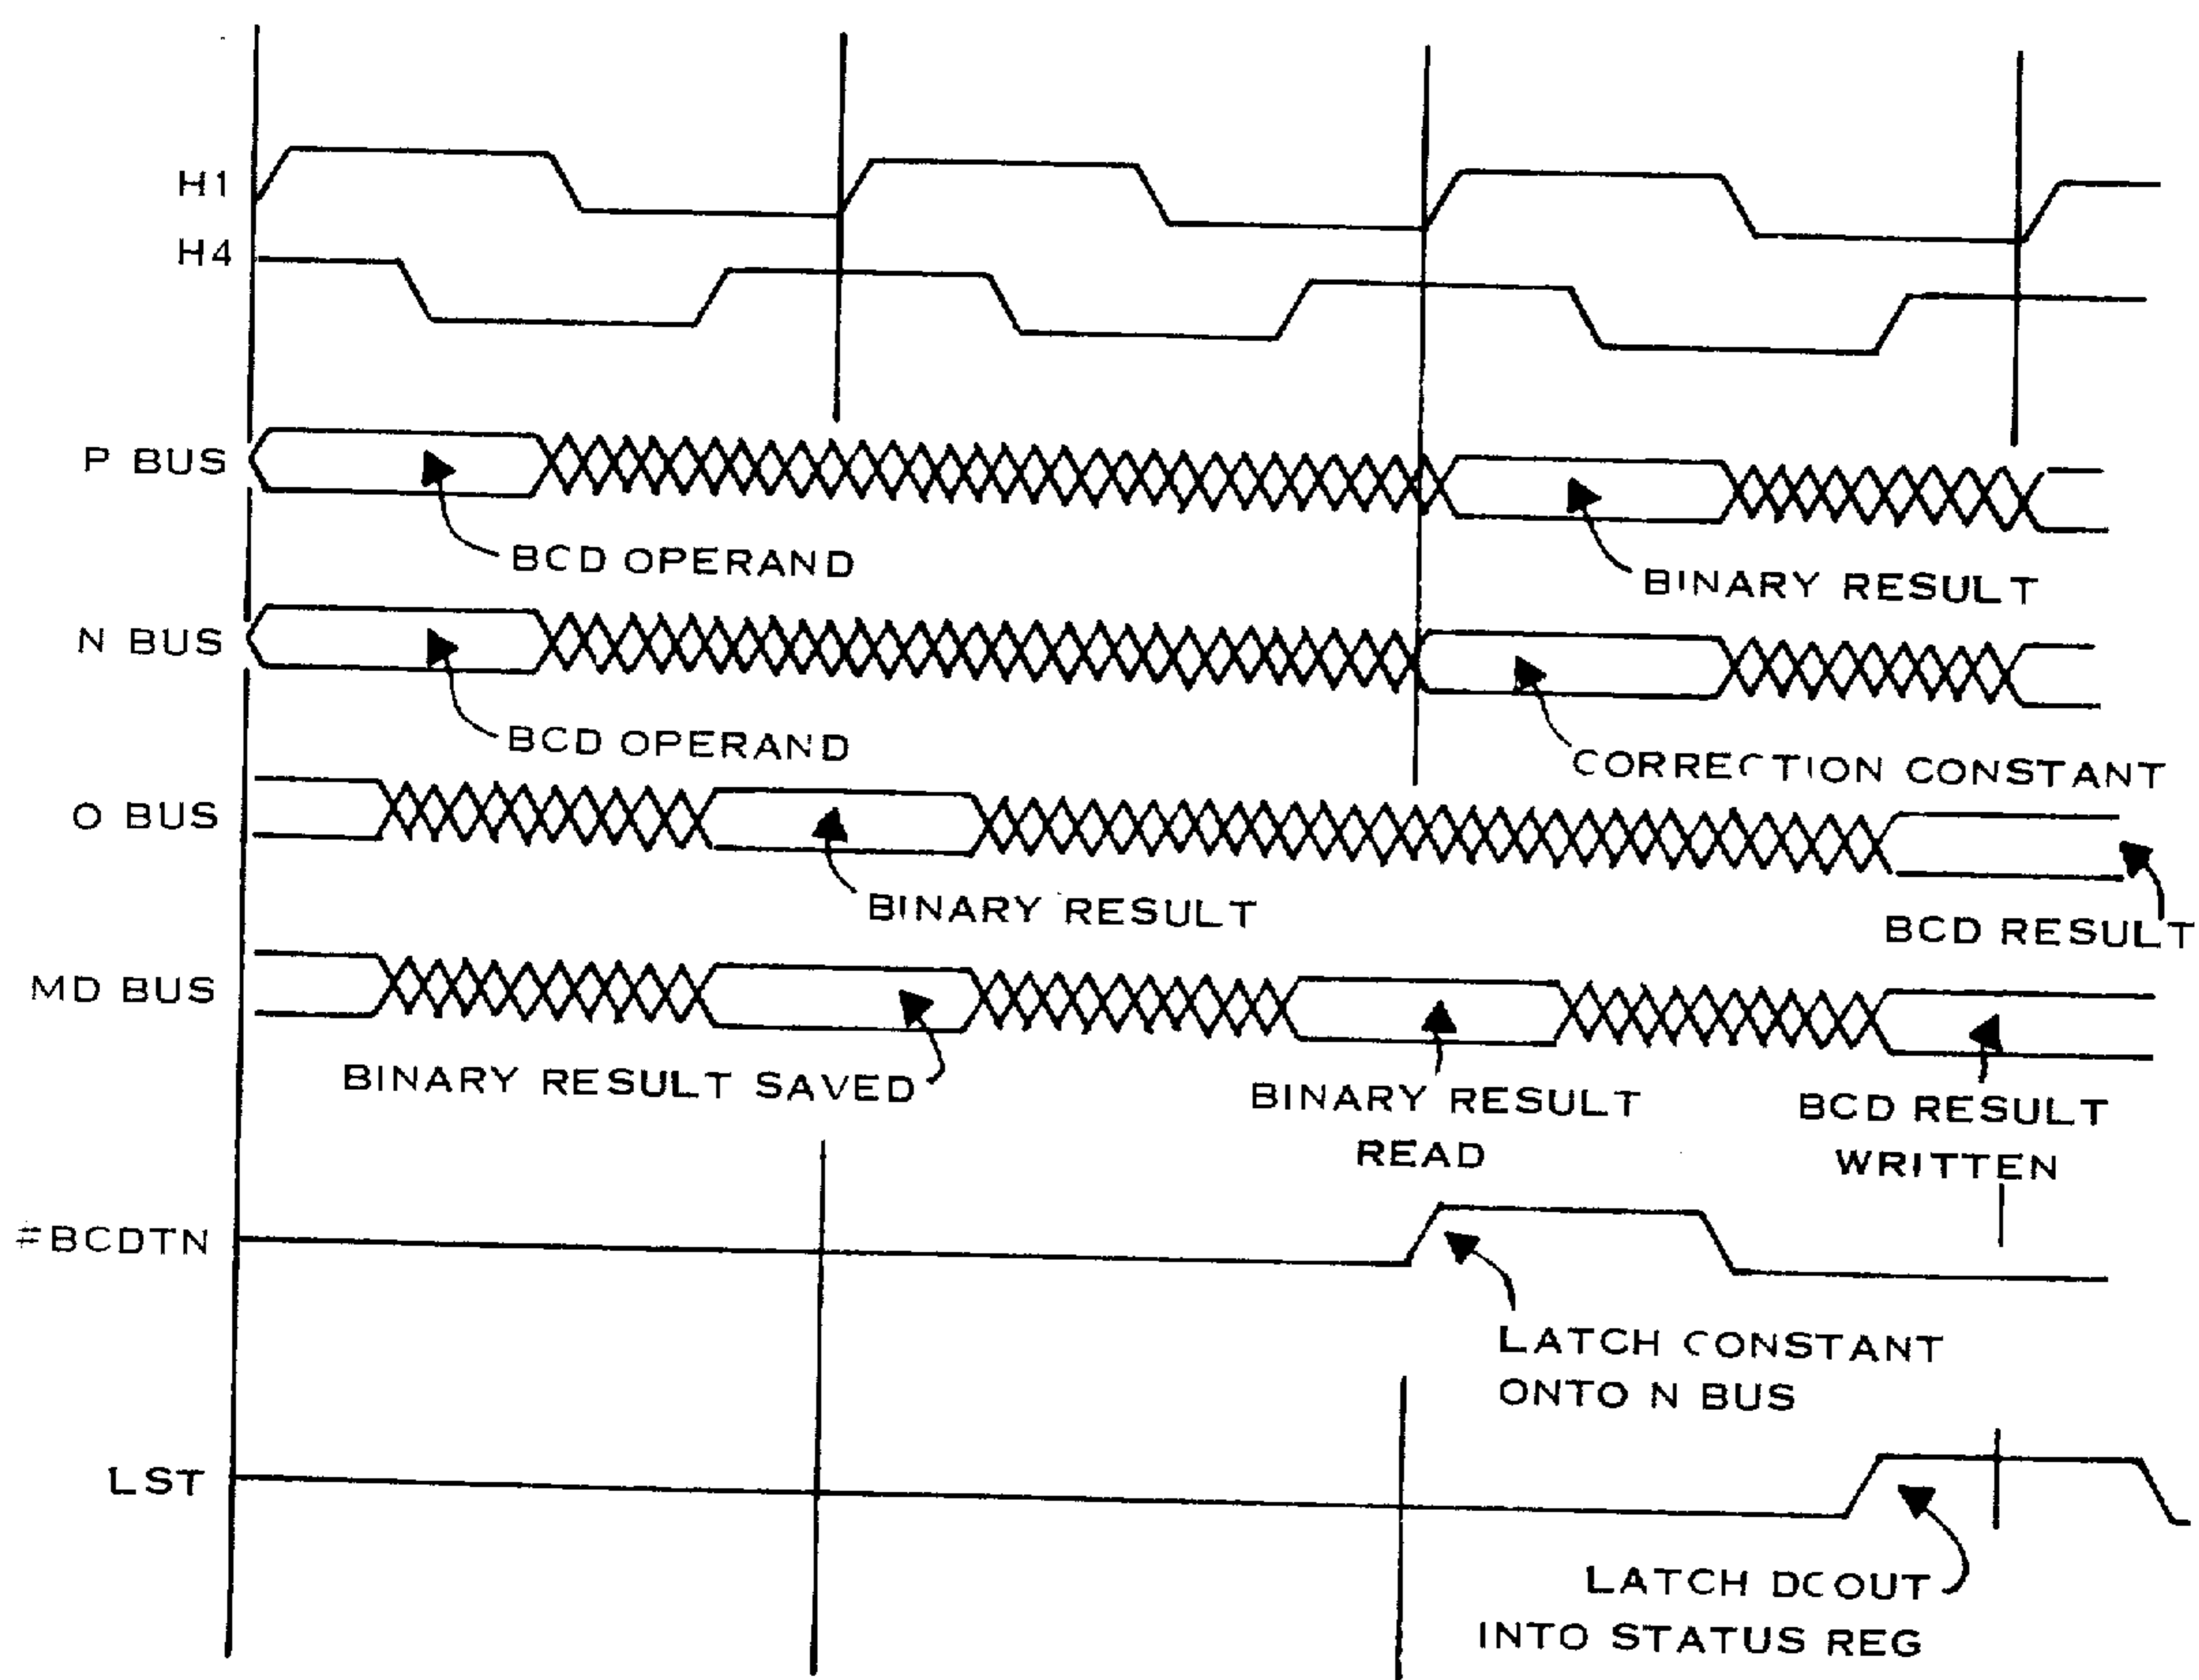 H1
H4
P BUS
BCD OPERAND
BINARY RESULT
N BUS
BCD OPERAND
CORRECTION CONSTANT
O BUS
BINARY RESULT
BCD RESULT
MD BUS
BINARY RESULT SAVED
BINARY RESULT
READ
BCD RESULT
WRITTEN
#BCDTN
LATCH CONSTANT
ONTO N BUS
LST
LATCH DCOUT
INTO STATUS REG